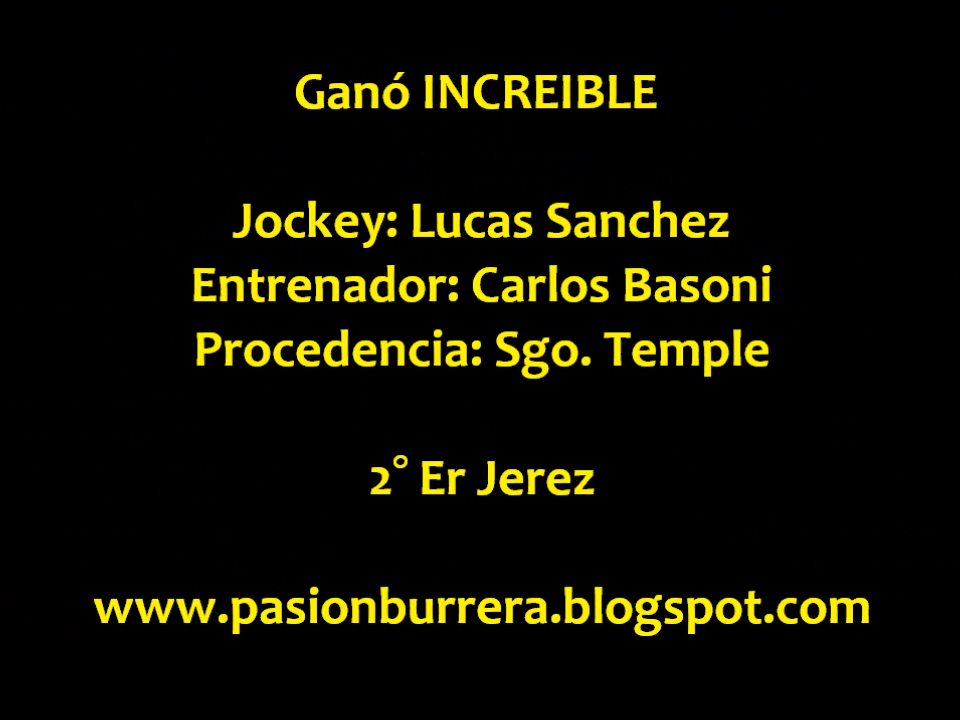 Ganó INCREIBLE
Jockey: Lucas Sanchez
Entrenador: Carlos Basoni
Procedencia: Sgo. Temple
2° Er Jerez
www.pasionburrera.blogspot.com